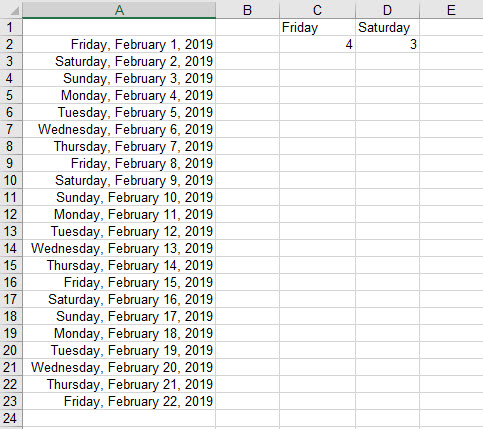 A B C D E
1 Friday Saturday
2 Friday, February 1, 2019 4 3
3 Saturday, February 2, 2019
4 Sunday, February 3, 2019
5 Monday, February 4, 2019
6 Tuesday, February 5, 2019
7 Wednesday, February 6, 2019
8 Thursday, February 7, 2019
9 Friday, February 8, 2019
10 Saturday, February 9, 2019
11 Sunday, February 10, 2019
12 Monday, February 11, 2019
13 Tuesday, February 12, 2019
14 Wednesday, February 13, 2019
15 Thursday, February 14, 2019
16 Friday, February 15, 2019
17 Saturday, February 16, 2019
18 Sunday, February 17, 2019
19 Monday, February 18, 2019
20 Tuesday, February 19, 2019
21 Wednesday, February 20, 2019
22 Thursday, February 21, 2019
23 Friday, February 22, 2019
24